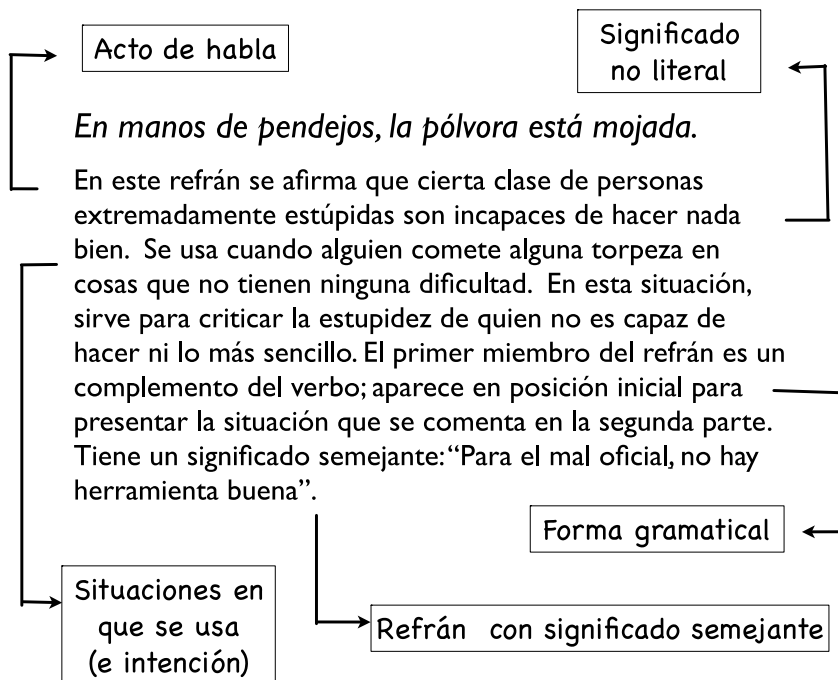 Acto de habla
Significado
no literal
En manos de pendejos, la pólvora está mojada.
En este refrán se afirma que cierta clase de personas
extremadamente estúpidas son incapaces de hacer nada
bien.  Se usa cuando alguien comete alguna torpeza en
cosas que no tienen ninguna dificultad.  En esta situación,
sirve para criticar la estupidez de quien no es capaz de
hacer ni lo más sencillo. El primer miembro del refrán es un
complemento del verbo; aparece en posición inicial para
presentar la situación que se comenta en la segunda parte.
Tiene un significado semejante: “Para el mal oficial, no hay
herramienta buena”.
Forma gramatical
Situaciones en
que se usa
(e intención)
Refrán  con significado semejante